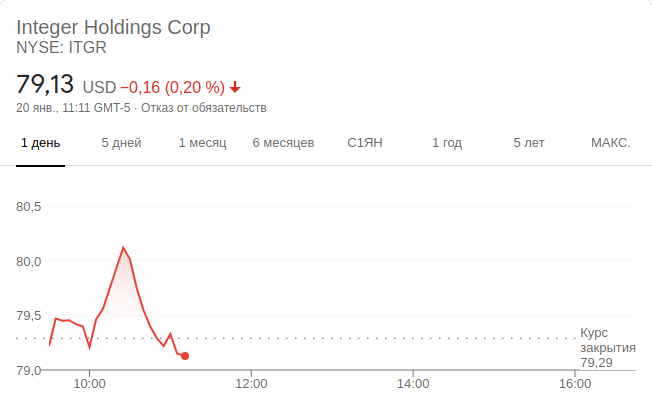 Integer Holdings Corp
NYSE: ITGR
79,13 USD −0,16 (0,20 %)
20 янв., 11:11 GMT-5 · Отказ от обязательств
1 день 5 дней 1 месяц 6 месяцев С1ЯН 1 год 5 лет МАКС.
80,5
80,0
79,5
Курс
закрытия
79,29
79,0
10:00 12:00 14:00 16:00